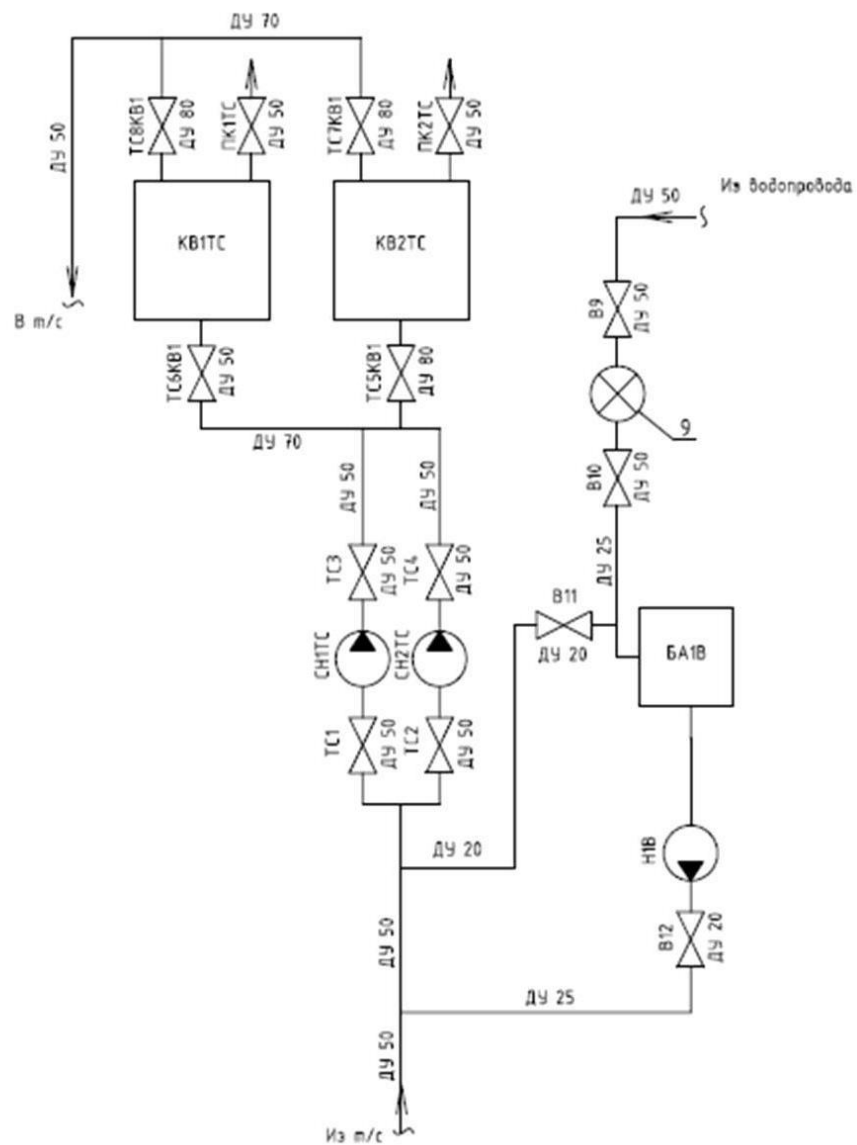 ДУ 70
ДУ 50
ТС8КВ1
ДУ 80
ПК1ТС
ДУ 50
ТС7КВ1
ДУ 80
ПК2ТС
ДУ 50
КВ1ТС
КВ2ТС
В т/с
ТС6КВ1
ДУ 50
ТС5КВ1
ДУ 80
ДУ 70
Из водопровода
ДУ 50
В9
ДУ 50
9
В10
ДУ 50
ДУ 25
ДУ 50
ДУ 50
ТС3
ДУ 50
ТС4
ДУ 50
СН1ТС
СН2ТС
ТС1
ДУ 50
ТС2
ДУ 50
В11
ДУ 20
БА1В
ДУ 20
Н1В
В12
ДУ 20
ДУ 50
ДУ 25
ДУ 50
Из т/с